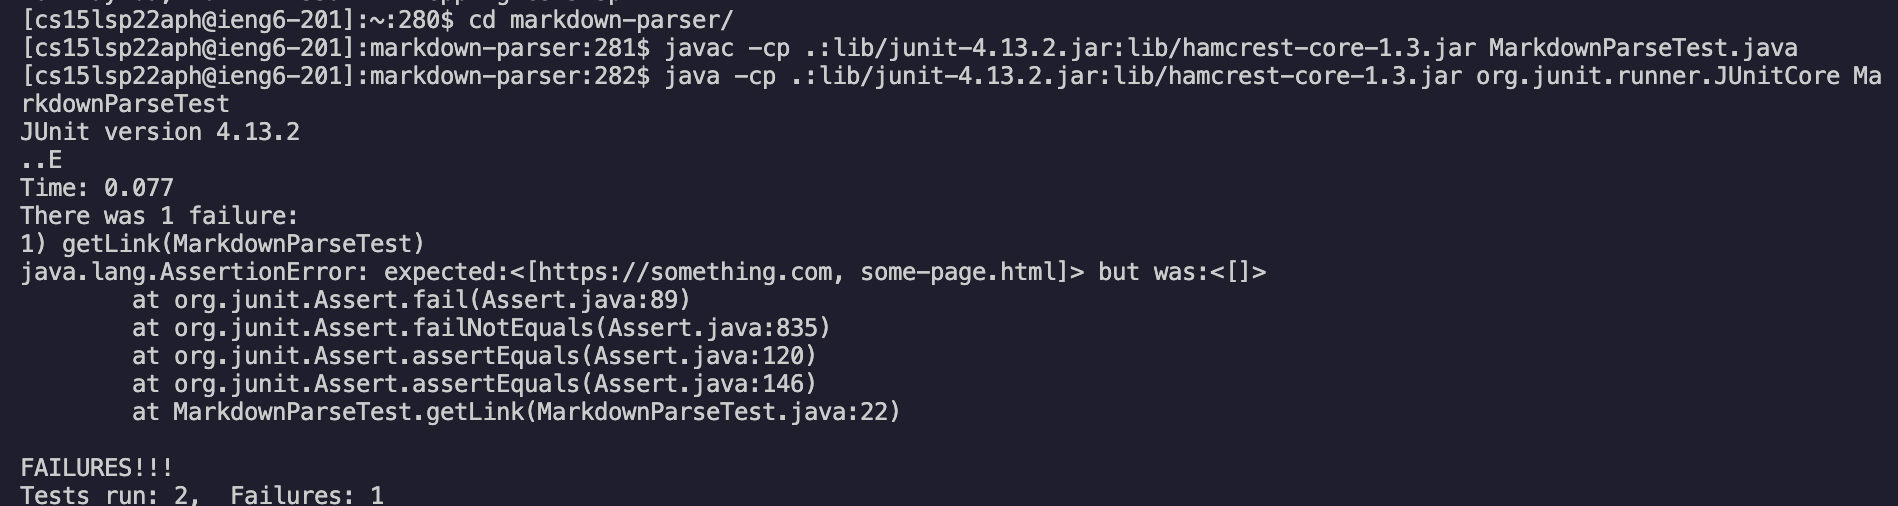 [cs15lsp22aph@ieng6-201]:~:280$ cd markdown-parser/
[cs15lsp22aph@ieng6-201]:markdown-parser:281$ javac -cp .:lib/junit-4.13.2.jar:lib/hamcrest-core-1.3.jar MarkdownParseTest.java
[cs15lsp22aph@ieng6-201]:markdown-parser:282$ java -cp .:lib/junit-4.13.2.jar:lib/hamcrest-core-1.3.jar org.junit.runner.JUnitCore Ma
rkdownParseTest
JUnit version 4.13.2
..E
Time: 0.077
There was 1 failure:
1) getLink(MarkdownParseTest)
java.lang.AssertionError: expected:<[https://something.com, some-page.html]> but was:<[]>
        at org.junit.Assert.fail(Assert.java:89)
        at org.junit.Assert.failNotEquals(Assert.java:835)
        at org.junit.Assert.assertEquals(Assert.java:120)
        at org.junit.Assert.assertEquals(Assert.java:146)
        at MarkdownParseTest.getLink(MarkdownParseTest.java:22)

FAILURES!!!
Tests run: 2,  Failures: 1